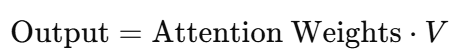 Output = Attention Weights · V